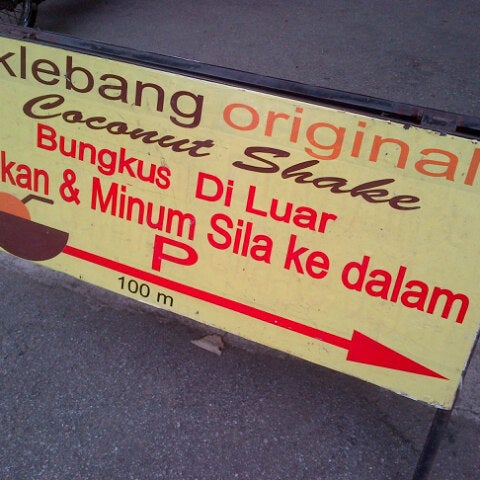 klebang original
Coconut Shake
Bungkus Di Luar
kan & Minum Sila ke dalam
P
100 m